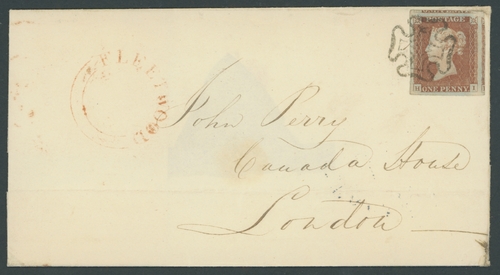 POSTAGE
ONE PENNY
FLEETWOOD
John Perry
Canada House
London